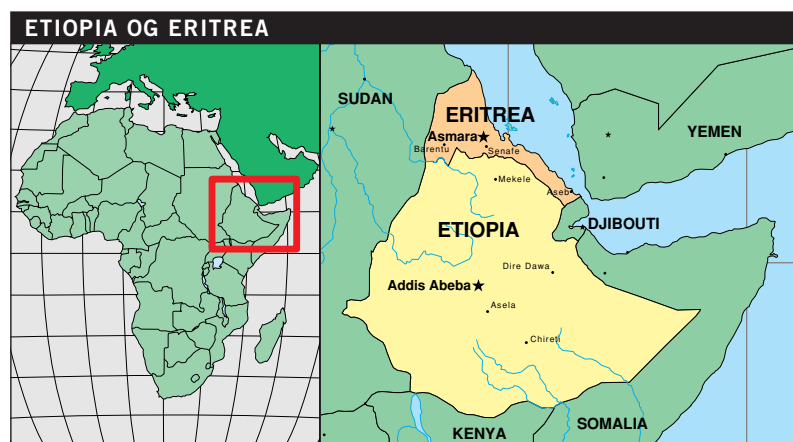 ETIOPIA OG ERITREA
SUDAN
ERITREA
Asmara
Barentu
Senafe
YEMEN
Mekele
Aseb
ETIOPIA
DJIBOUTI
Dire Dawa
Addis Abeba
Asela
Chireti
SOMALIA
KENYA